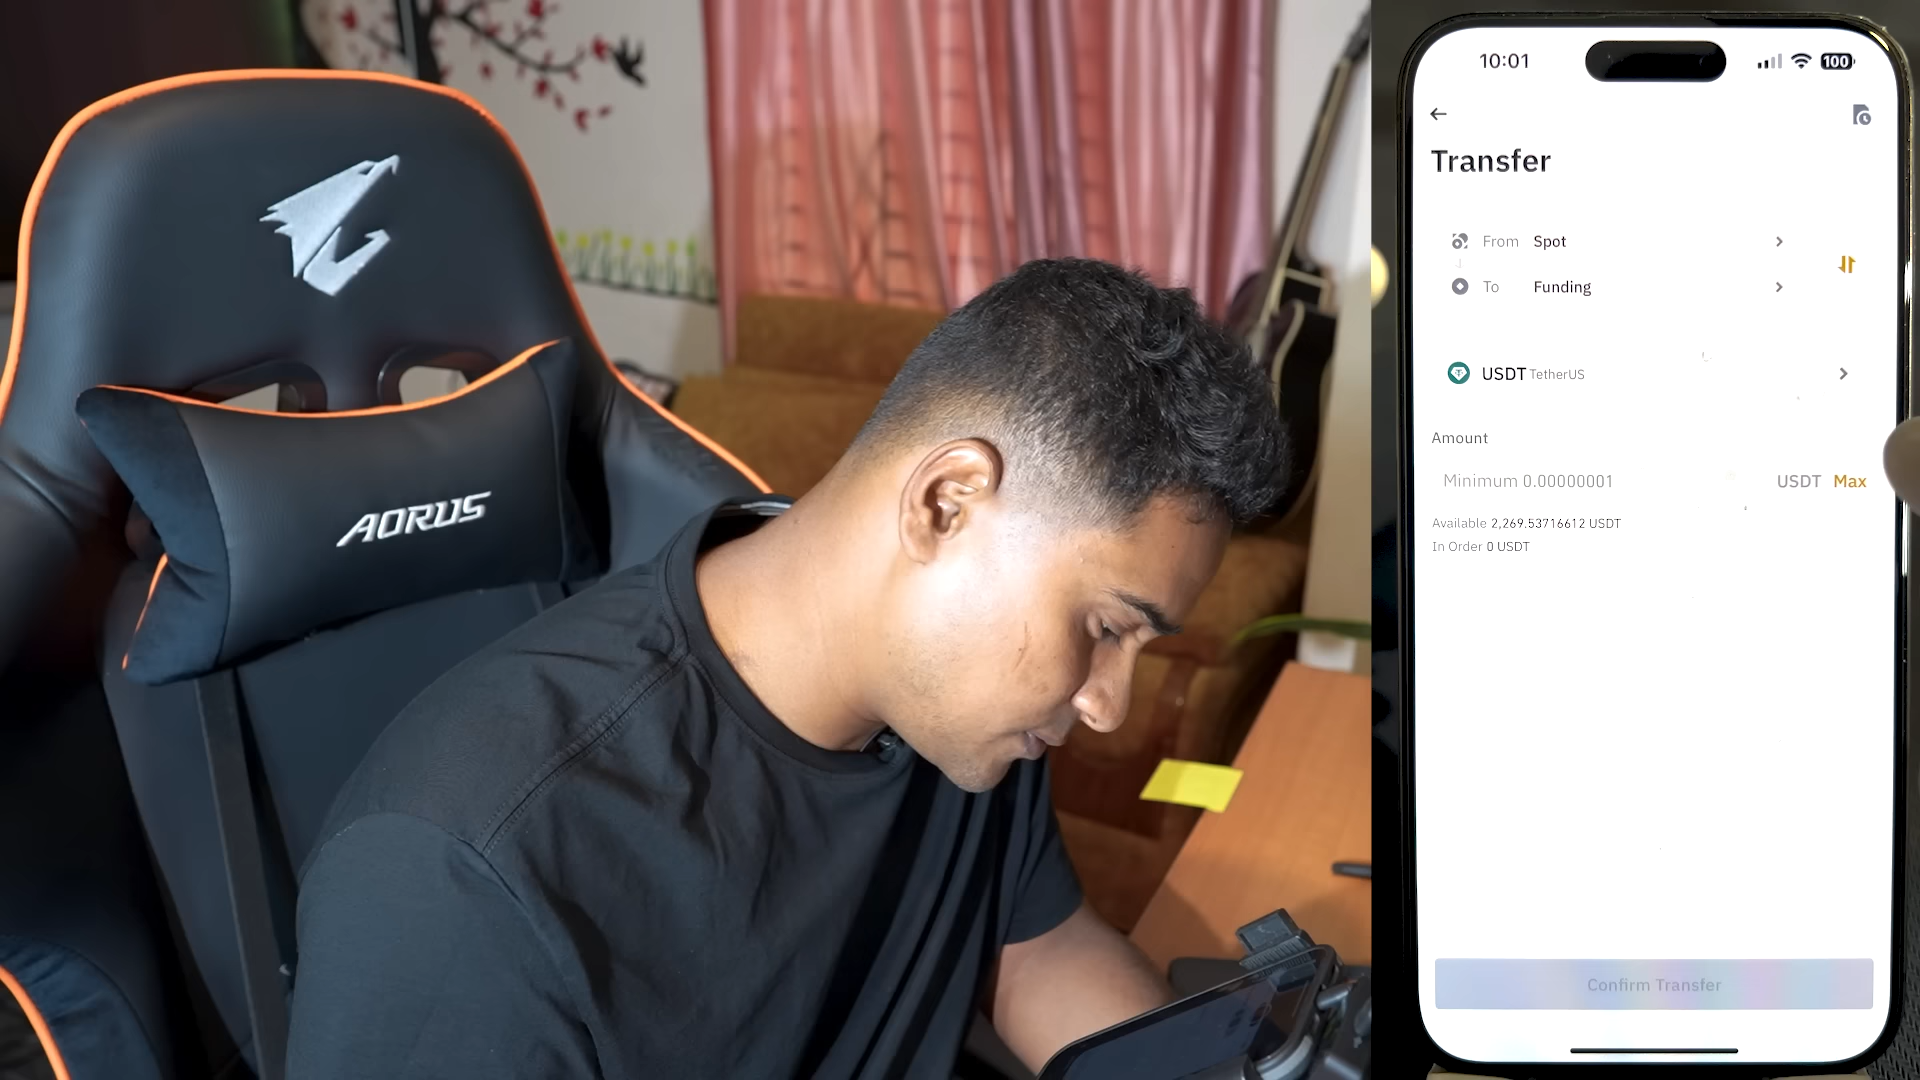 AORUS
10:01
100
Transfer
From Spot
To Funding
USDT TetherUS
Amount
Minimum 0.00000001 USDT Max
Available 2,269.53716612 USDT
In Order 0 USDT
Confirm Transfer